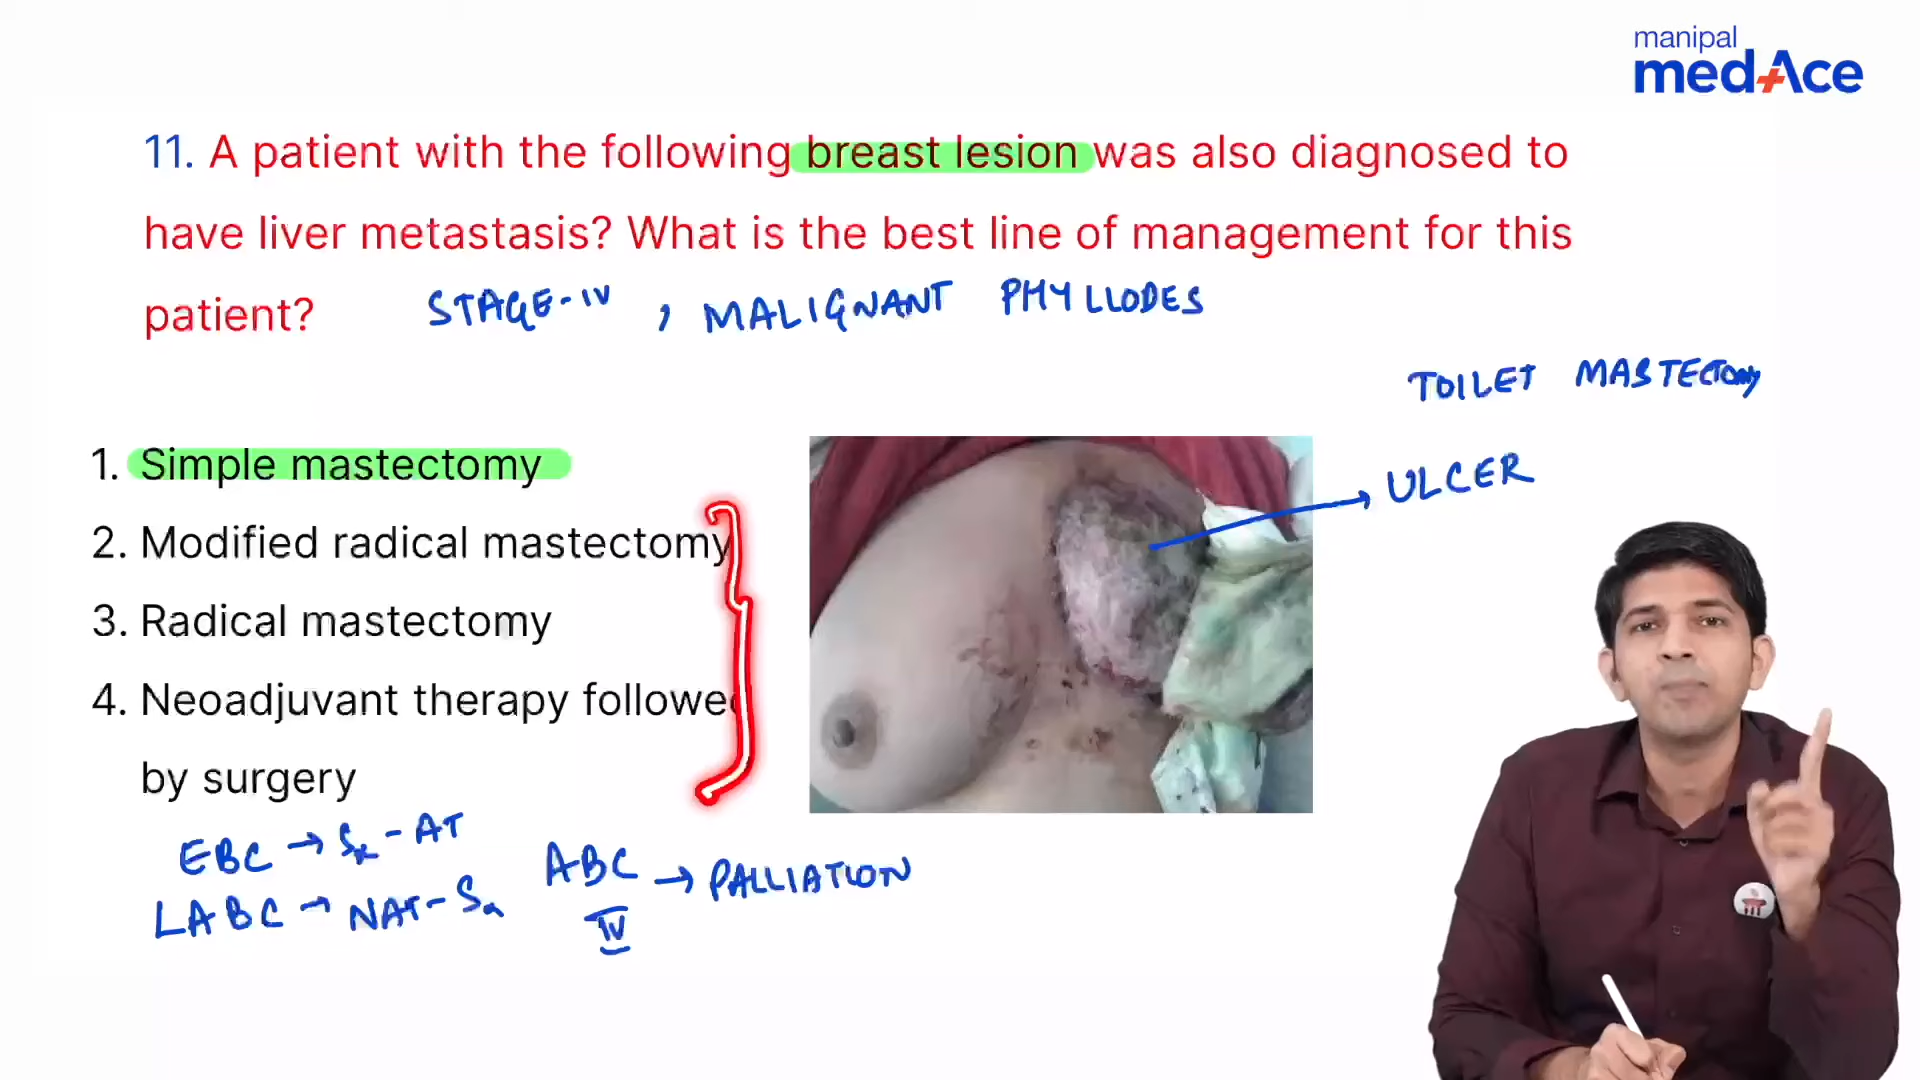 manipal
medAce
11. A patient with the following breast lesion was also diagnosed to
have liver metastasis? What is the best line of management for this
patient?
STAGE-IV , MALIGNANT PHYLLODES
TOILET MASTECTOMY
1. Simple mastectomy
ULCER
2. Modified radical mastectomy
3. Radical mastectomy
4. Neoadjuvant therapy followed
by surgery
EBC → Sx - AT
LABC → NAT - Sx
ABC → PALLIATION
IV